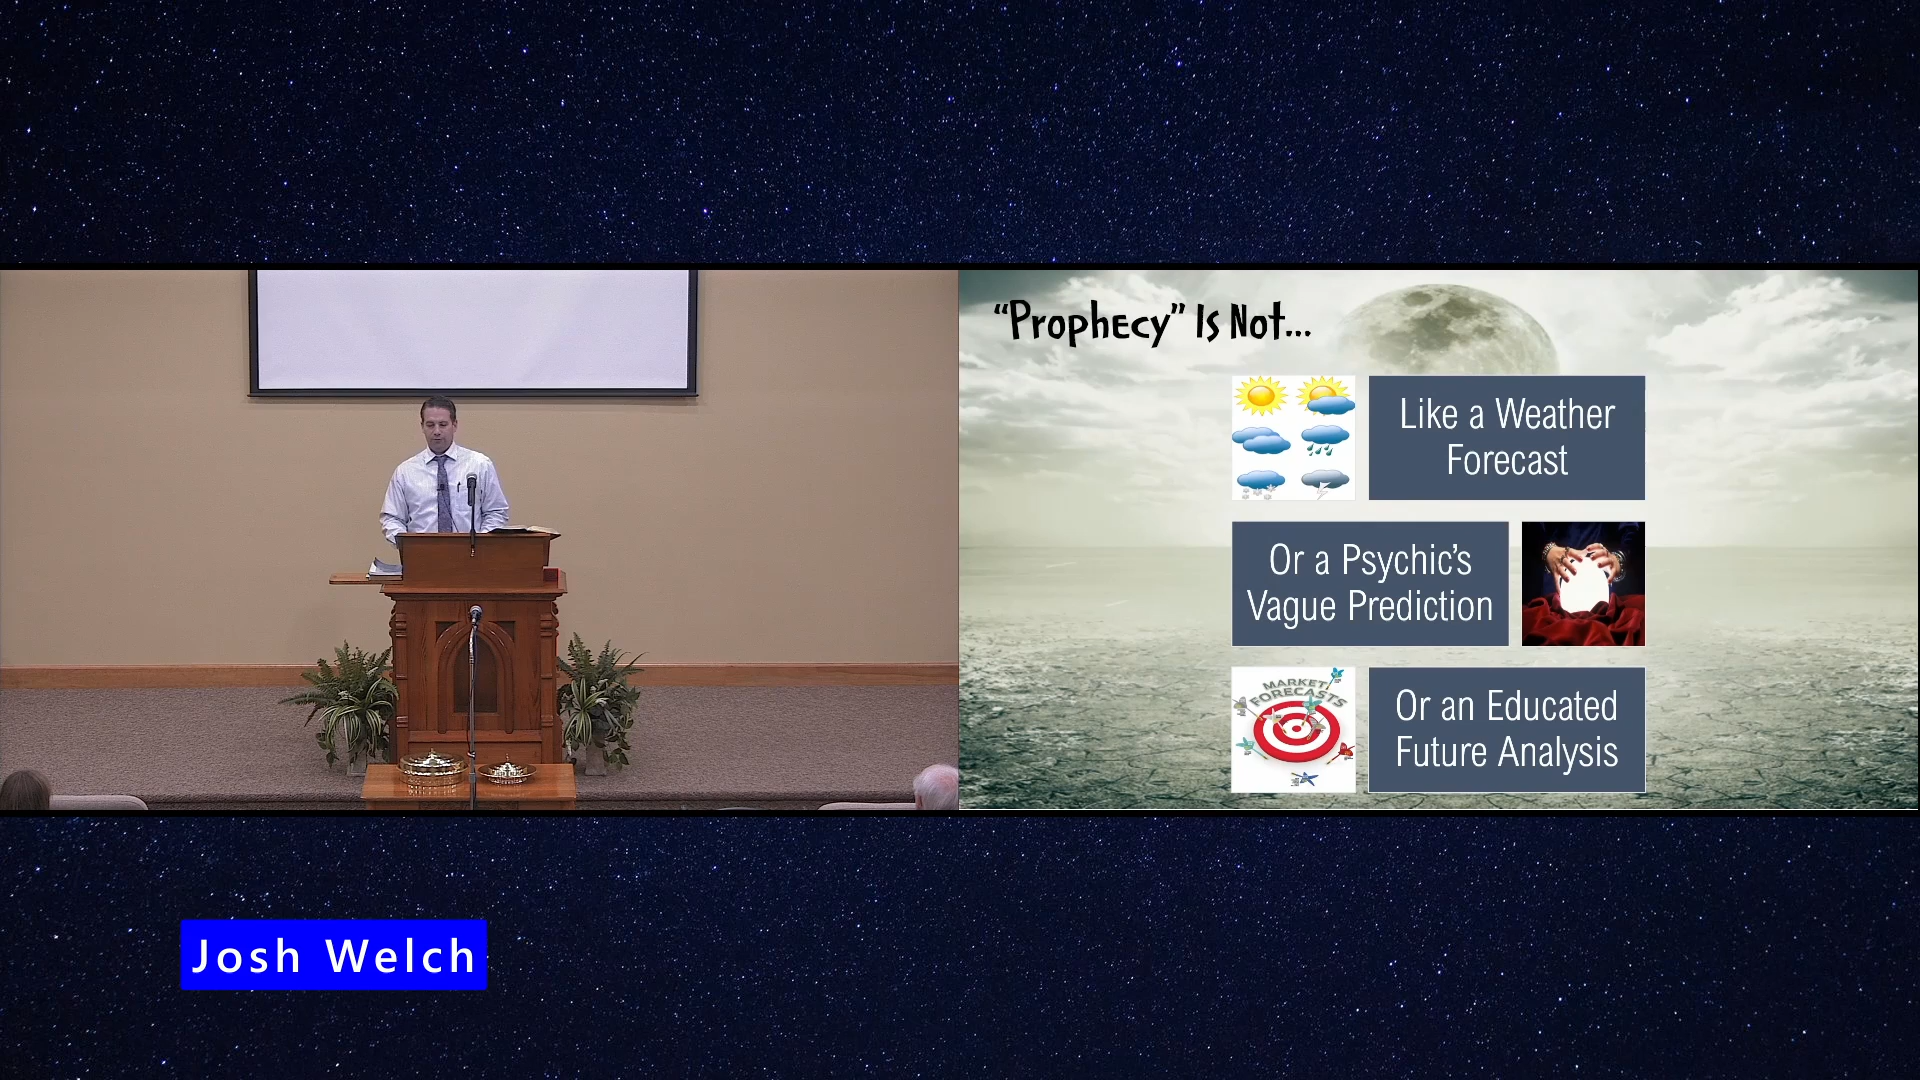 “Prophecy” Is Not...
Like a Weather
Forecast
Or a Psychic’s
Vague Prediction
MARKET
FORECASTS
Or an Educated
Future Analysis
Josh Welch